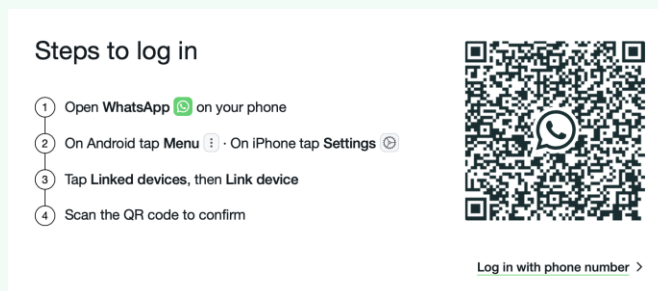 Steps to log in
1 Open WhatsApp on your phone
2 On Android tap Menu · On iPhone tap Settings
3 Tap Linked devices, then Link device
4 Scan the QR code to confirm
Log in with phone number